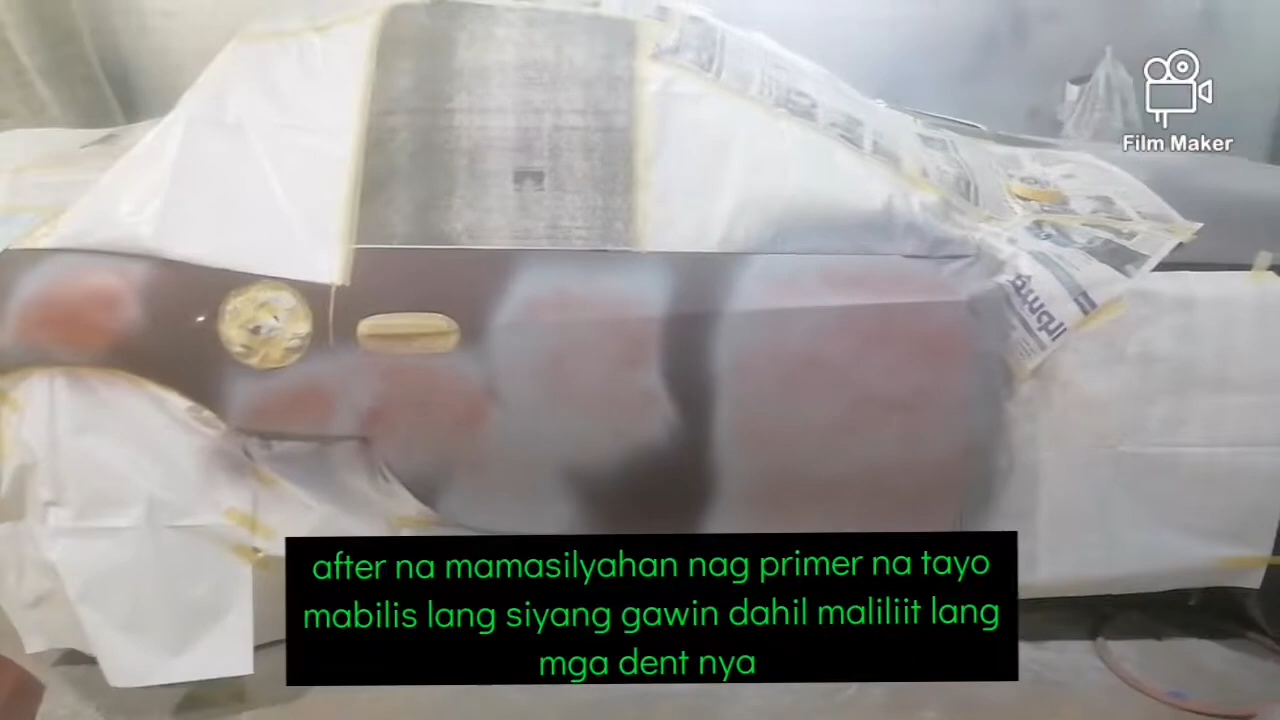 Film Maker
الوسيط
after na mamasilyahan nag primer na tayo
mabilis lang siyang gawin dahil maliliit lang
mga dent nya